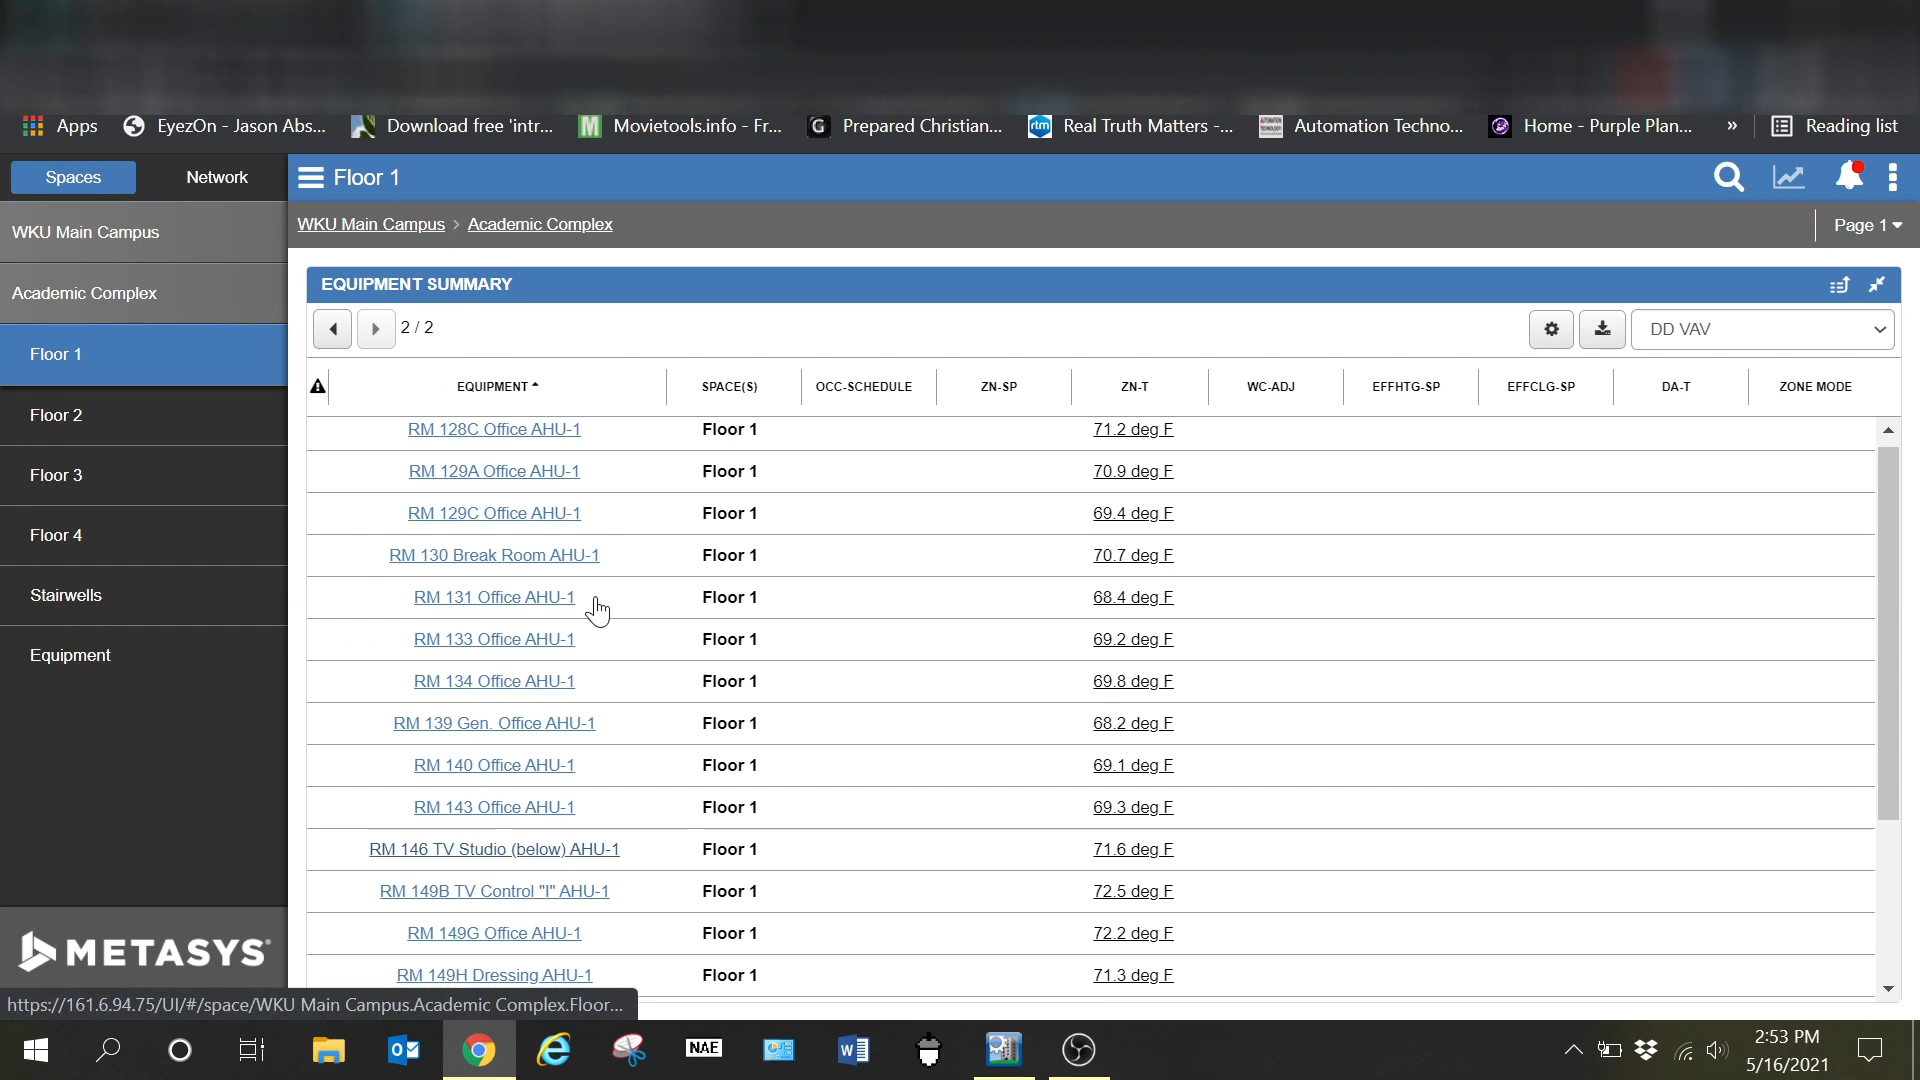 Apps EyezOn - Jason Abs... Download free 'intr... Movietools.info - Fr... Prepared Christian... Real Truth Matters -... Automation Techno... Home - Purple Plan... » Reading list
Spaces Network Floor 1
WKU Main Campus
Academic Complex
Floor 1
Floor 2
Floor 3
Floor 4
Stairwells
Equipment
METASYS
WKU Main Campus > Academic Complex Page 1
EQUIPMENT SUMMARY
2 / 2 DD VAV
EQUIPMENT SPACE(S) OCC-SCHEDULE ZN-SP ZN-T WC-ADJ EFFHTG-SP EFFCLG-SP DA-T ZONE MODE
RM 128C Office AHU-1 Floor 1 71.2 deg F
RM 129A Office AHU-1 Floor 1 70.9 deg F
RM 129C Office AHU-1 Floor 1 69.4 deg F
RM 130 Break Room AHU-1 Floor 1 70.7 deg F
RM 131 Office AHU-1 Floor 1 68.4 deg F
RM 133 Office AHU-1 Floor 1 69.2 deg F
RM 134 Office AHU-1 Floor 1 69.8 deg F
RM 139 Gen. Office AHU-1 Floor 1 68.2 deg F
RM 140 Office AHU-1 Floor 1 69.1 deg F
RM 143 Office AHU-1 Floor 1 69.3 deg F
RM 146 TV Studio (below) AHU-1 Floor 1 71.6 deg F
RM 149B TV Control "I" AHU-1 Floor 1 72.5 deg F
RM 149G Office AHU-1 Floor 1 72.2 deg F
RM 149H Dressing AHU-1 Floor 1 71.3 deg F
https://161.6.94.75/UI/#/space/WKU Main Campus.Academic Complex.Floor...
NAE
2:53 PM
5/16/2021